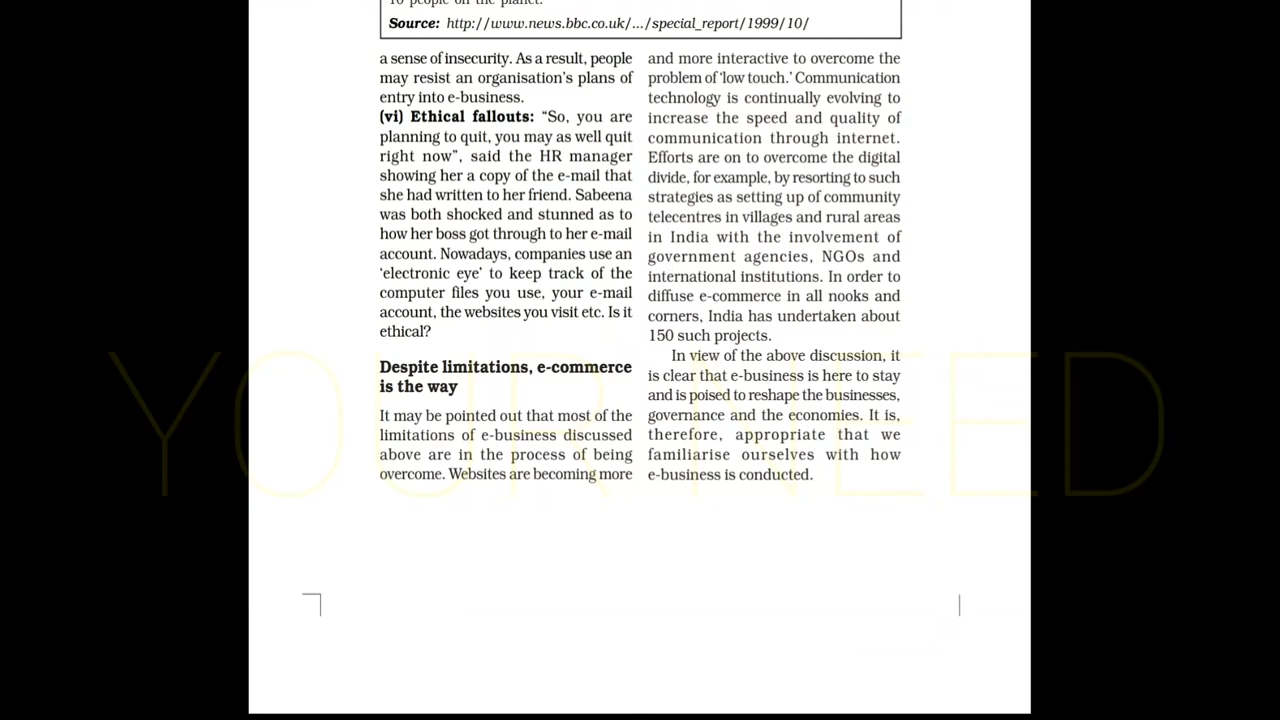 10 people on the planet.
Source: http://www.news.bbc.co.uk/.../special_report/1999/10/
a sense of insecurity. As a result, people
may resist an organisation's plans of
entry into e-business.
(vi) Ethical fallouts: “So, you are
planning to quit, you may as well quit
right now”, said the HR manager
showing her a copy of the e-mail that
she had written to her friend. Sabeena
was both shocked and stunned as to
how her boss got through to her e-mail
account. Nowadays, companies use an
‘electronic eye’ to keep track of the
computer files you use, your e-mail
account, the websites you visit etc. Is it
ethical?
Despite limitations, e-commerce
is the way
It may be pointed out that most of the
limitations of e-business discussed
above are in the process of being
overcome. Websites are becoming more
and more interactive to overcome the
problem of ‘low touch.’ Communication
technology is continually evolving to
increase the speed and quality of
communication through internet.
Efforts are on to overcome the digital
divide, for example, by resorting to such
strategies as setting up of community
telecentres in villages and rural areas
in India with the involvement of
government agencies, NGOs and
international institutions. In order to
diffuse e-commerce in all nooks and
corners, India has undertaken about
150 such projects.
In view of the above discussion, it
is clear that e-business is here to stay
and is poised to reshape the businesses,
governance and the economies. It is,
therefore, appropriate that we
familiarise ourselves with how
e-business is conducted.
YOUR NEED